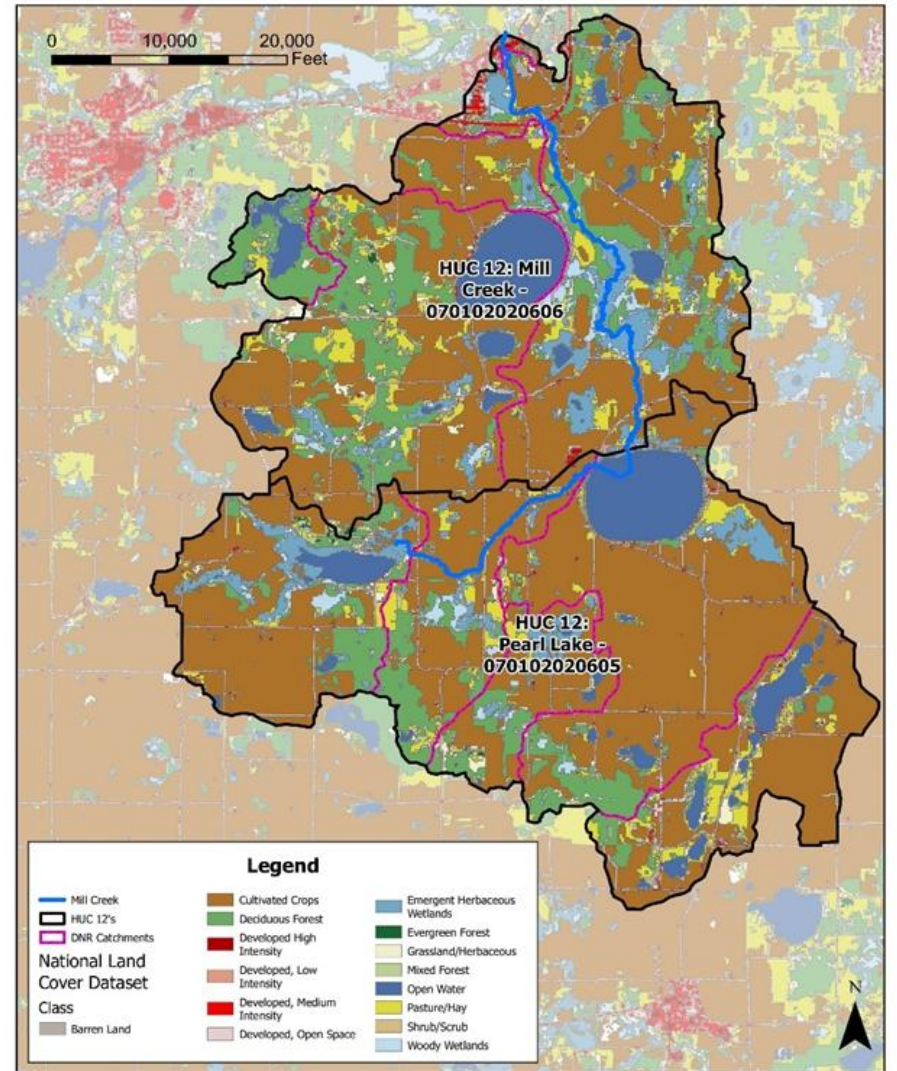 0 10,000 20,000
Feet
HUC 12: Mill
Creek -
070102020606
HUC 12:
Pearl Lake -
070102020605
Legend
Mill Creek
HUC 12's
DNR Catchments
National Land
Cover Dataset
Class
Barren Land
Cultivated Crops
Deciduous Forest
Developed High
Intensity
Developed, Low
Intensity
Developed, Medium
Intensity
Developed, Open Space
Emergent Herbaceous
Wetlands
Evergreen Forest
Grassland/Herbaceous
Mixed Forest
Open Water
Pasture/Hay
Shrub/Scrub
Woody Wetlands
N